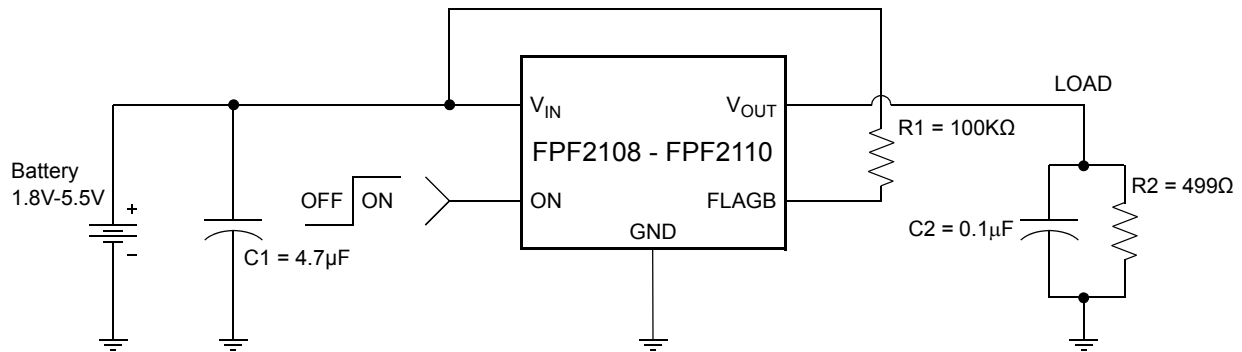 LOAD
VIN
VOUT
R1 = 100KΩ
FPF2108 - FPF2110
Battery
1.8V-5.5V
+
–
OFF
ON
ON
FLAGB
R2 = 499Ω
GND
C2 = 0.1μF
C1 = 4.7μF